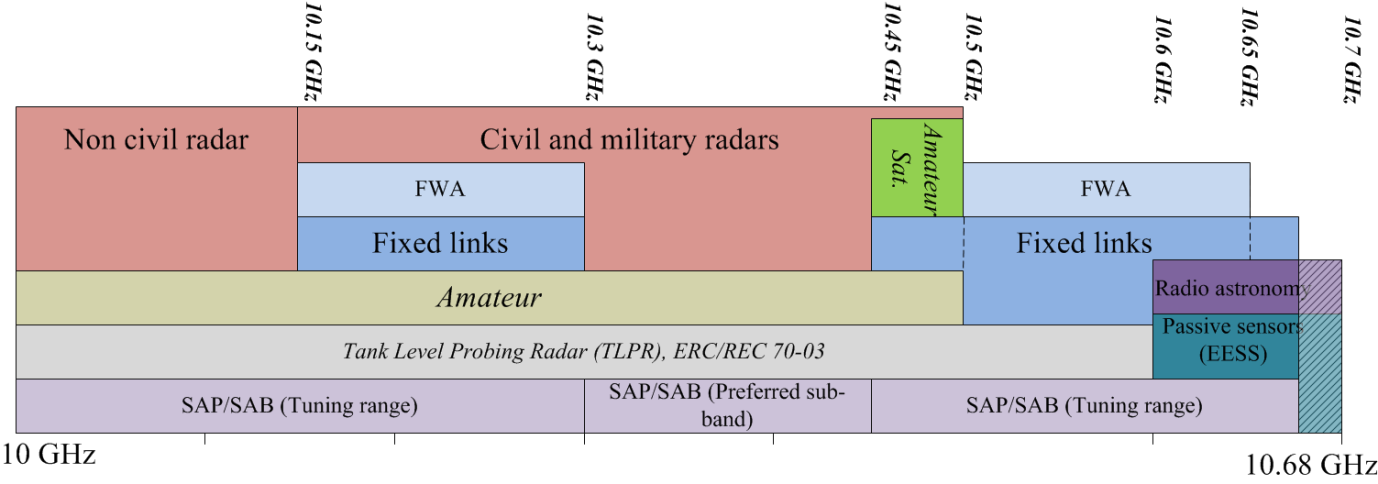 10.15 GHz
10.3 GHz
10.45 GHz
10.5 GHz
10.6 GHz
10.65 GHz
10.7 GHz
Non civil radar
Civil and military radars
Amateur
Sat.
FWA
FWA
Fixed links
Fixed links
Amateur
Radio astronomy
Tank Level Probing Radar (TLPR), ERC/REC 70-03
Passive sensors
(EESS)
SAP/SAB (Tuning range)
SAP/SAB (Preferred sub-
band)
SAP/SAB (Tuning range)
10 GHz
10.68 GHz